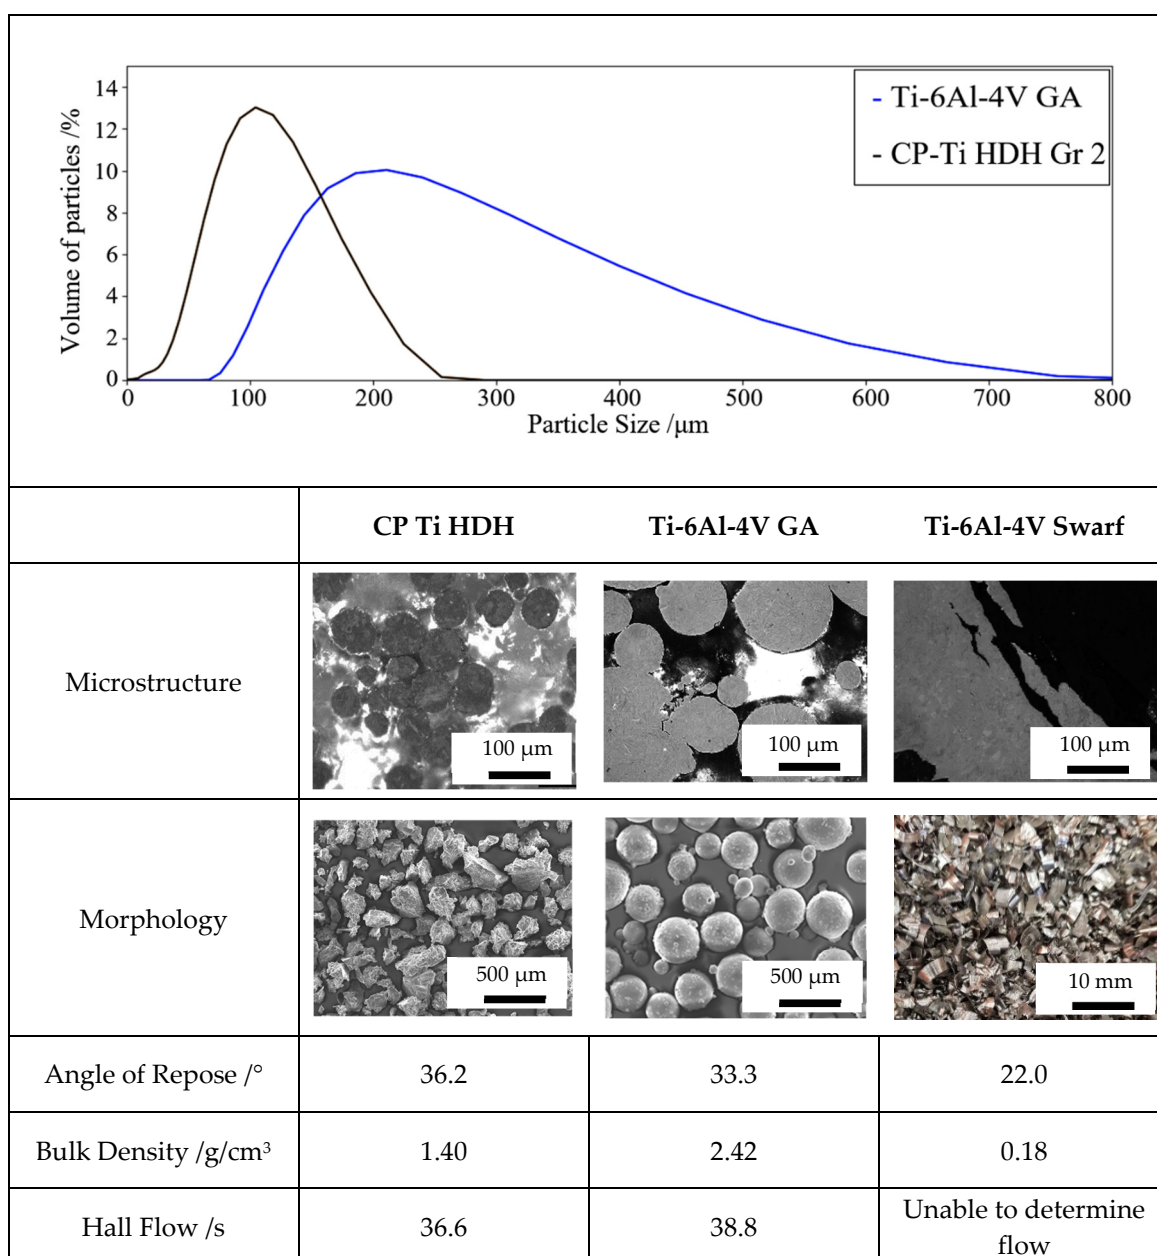 Volume of particles /%
14
12
10
8
6
4
2
0
- Ti-6Al-4V GA
- CP-Ti HDH Gr 2
0 100 200 300 400 500 600 700 800
Particle Size /μm
CP Ti HDH Ti-6Al-4V GA Ti-6Al-4V Swarf
Microstructure
100 μm 100 μm 100 μm
Morphology
500 μm 500 μm 10 mm
Angle of Repose /° 36.2 33.3 22.0
Bulk Density /g/cm³ 1.40 2.42 0.18
Hall Flow /s 36.6 38.8 Unable to determine
flow